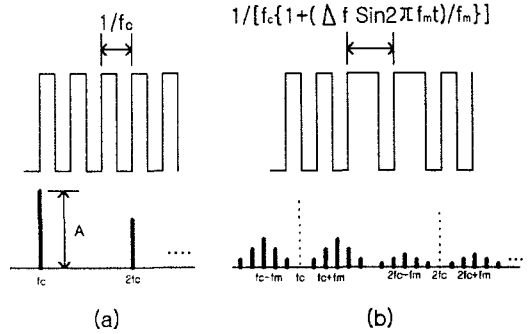 1/fc
1/[fc{1+(Δf Sin2πfmt)/fm}]
A
fc
2fc
....
fc-fm
fc
fc+fm
2fc-fm
2fc
2fc+fm
...
(a)
(b)